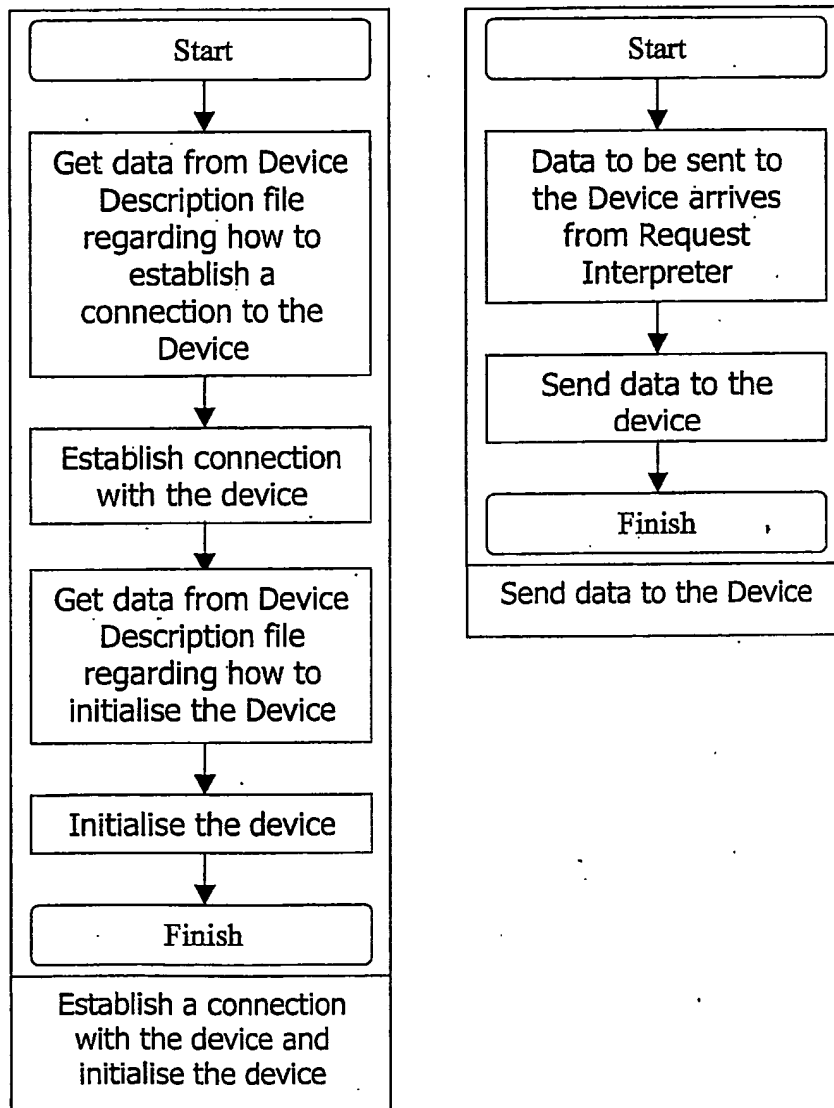 Start
Get data from Device
Description file
regarding how to
establish a
connection to the
Device
Establish connection
with the device
Get data from Device
Description file
regarding how to
initialise the Device
Initialise the device
Finish
Establish a connection
with the device and
initialise the device
Start
Data to be sent to
the Device arrives
from Request
Interpreter
Send data to the
device
Finish
Send data to the Device